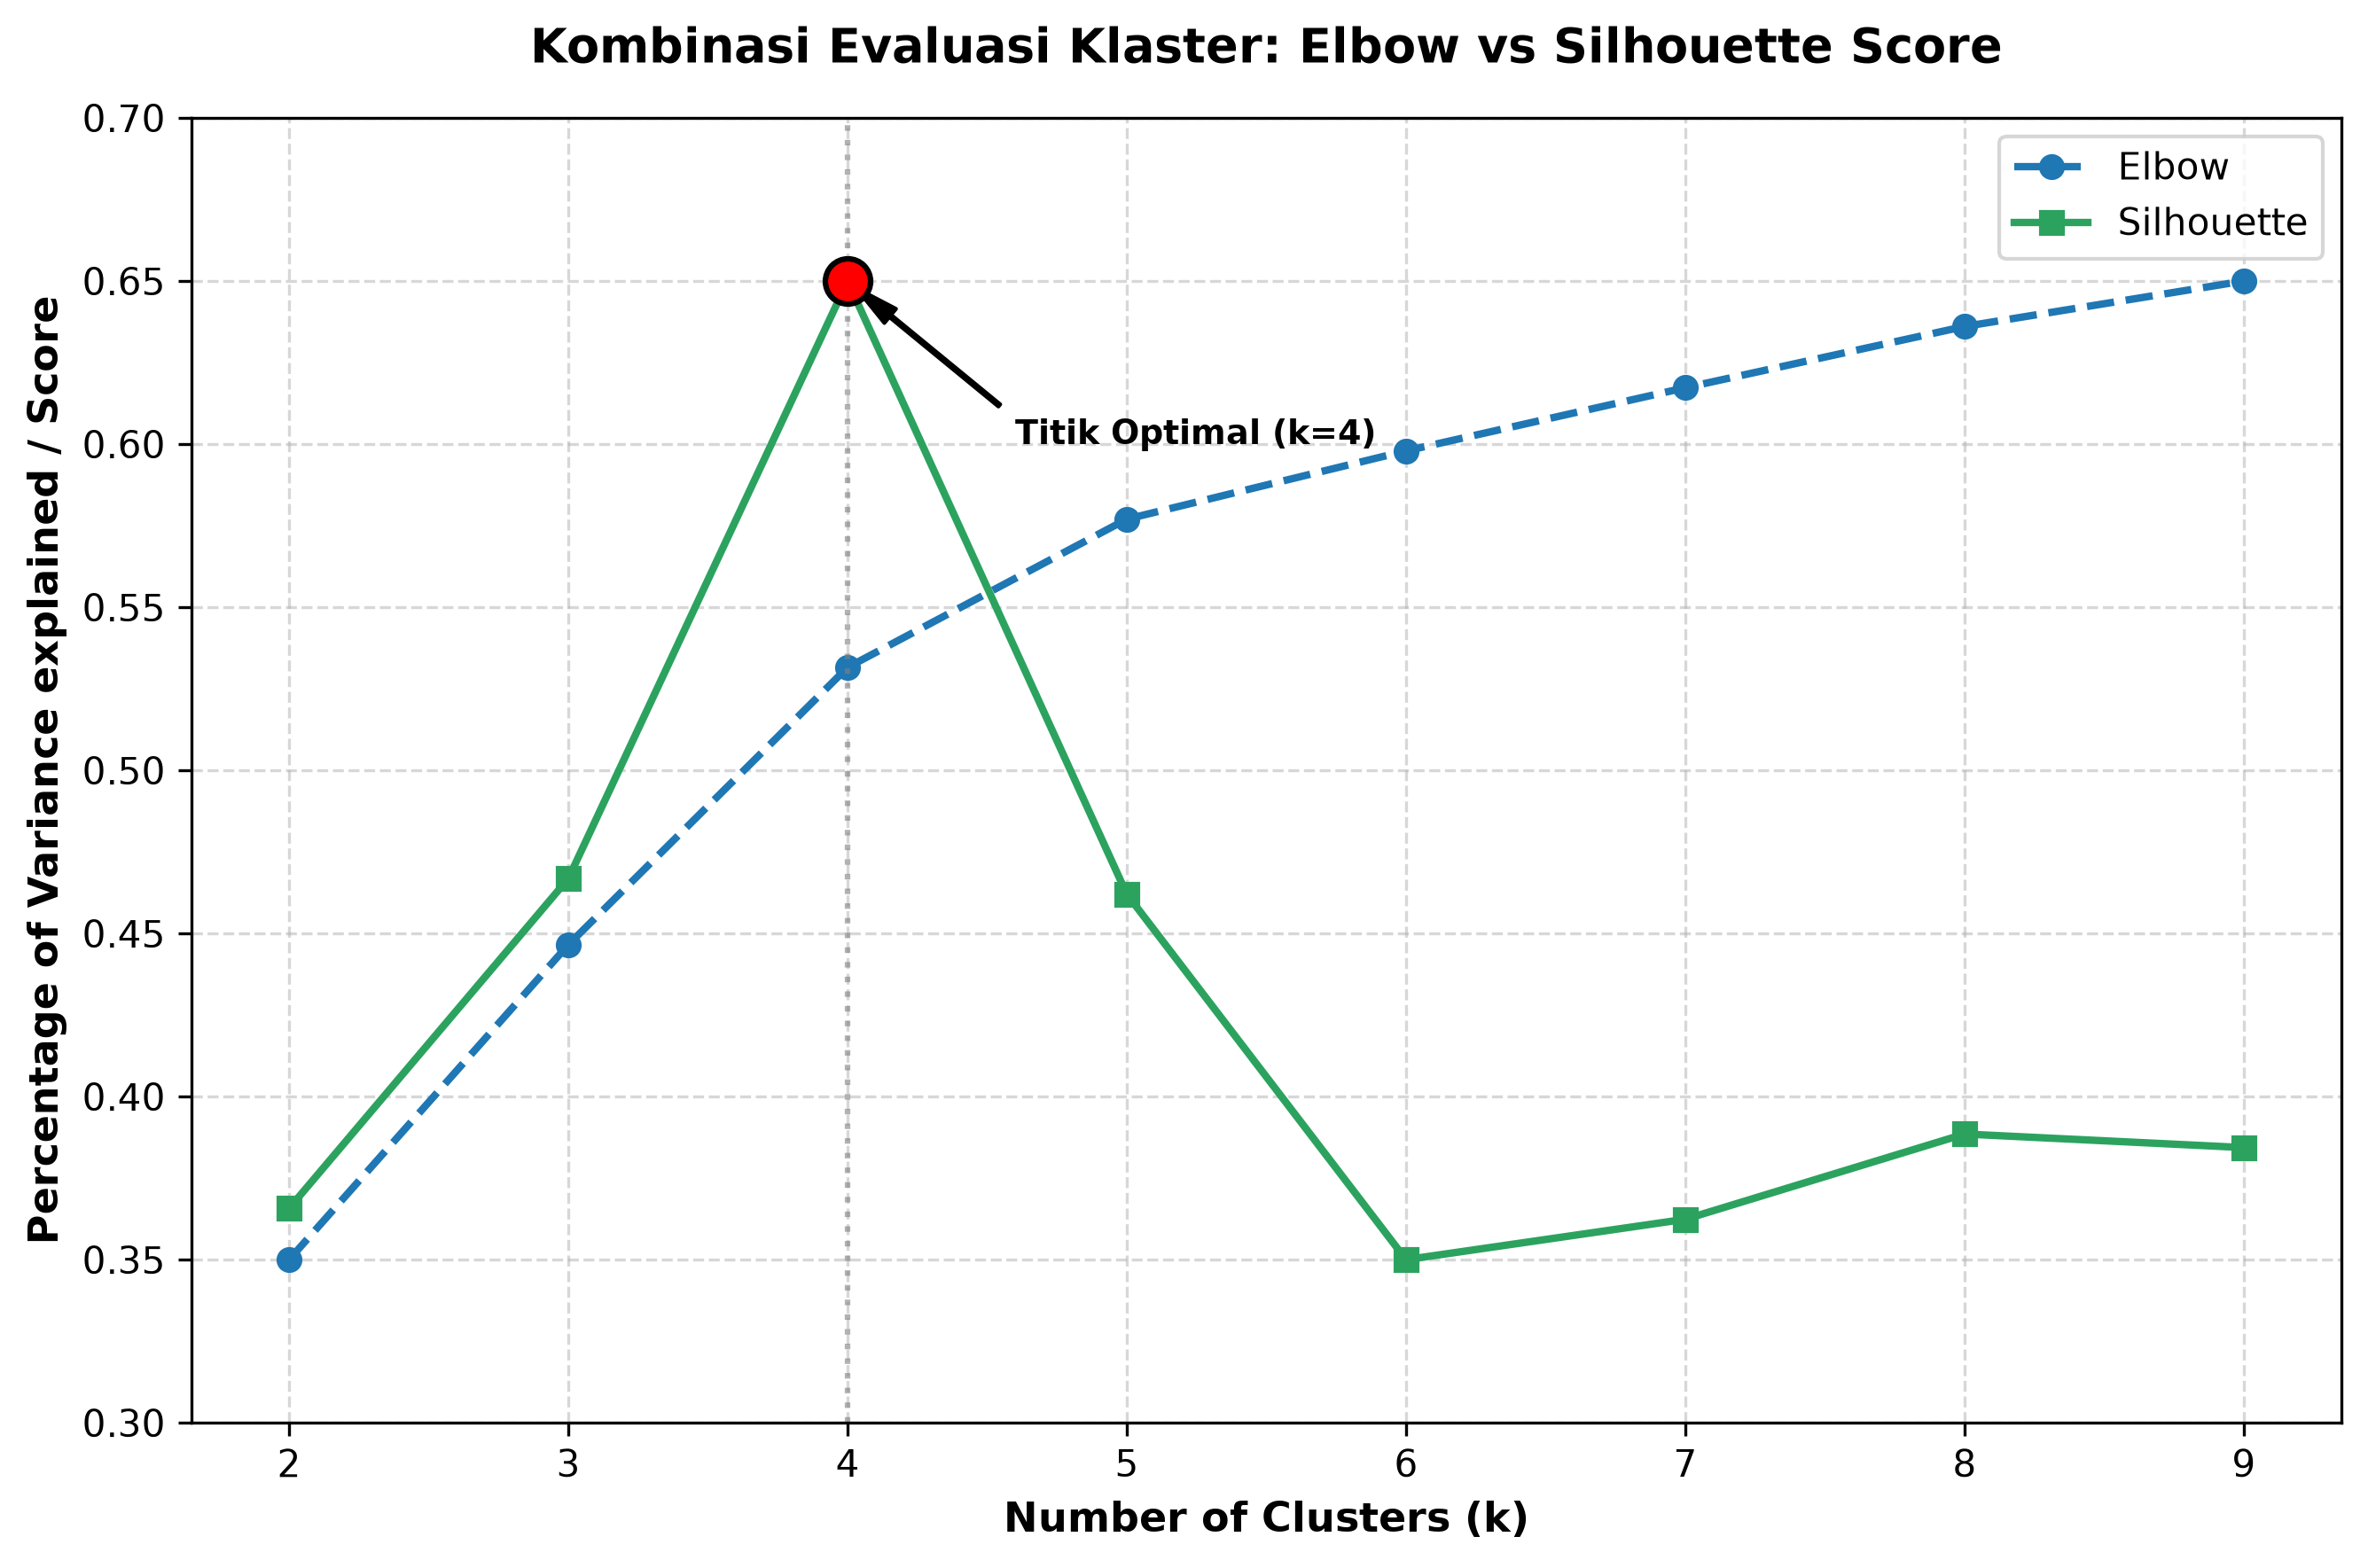 Kombinasi Evaluasi Klaster: Elbow vs Silhouette Score
Percentage of Variance explained / Score
0.70
0.65
0.60
0.55
0.50
0.45
0.40
0.35
0.30
Elbow
Silhouette
Titik Optimal (k=4)
2 3 4 5 6 7 8 9
Number of Clusters (k)